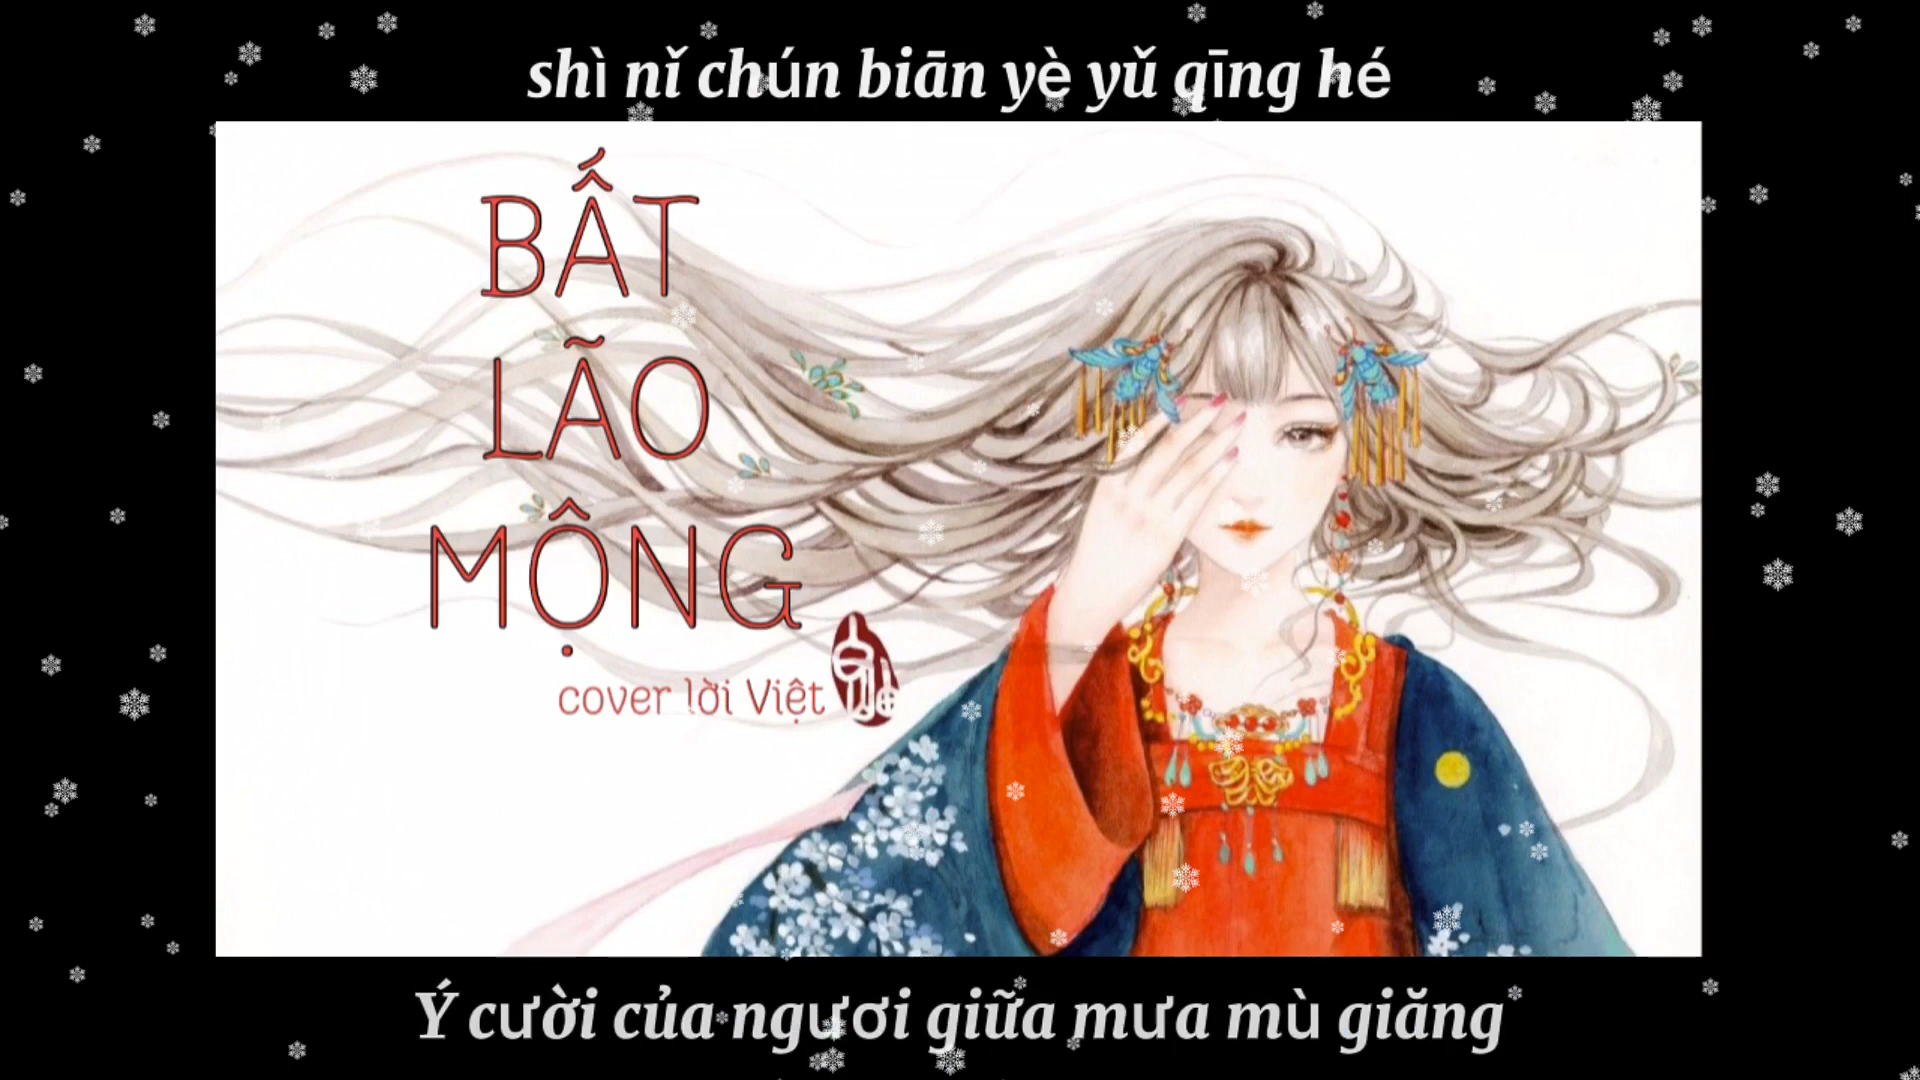 shì nǐ chún biān yè yǔ qīng hé
BẤT
LÃO
MỘNG
cover lời Việt
Ý cười của ngươi giữa mưa mù giăng